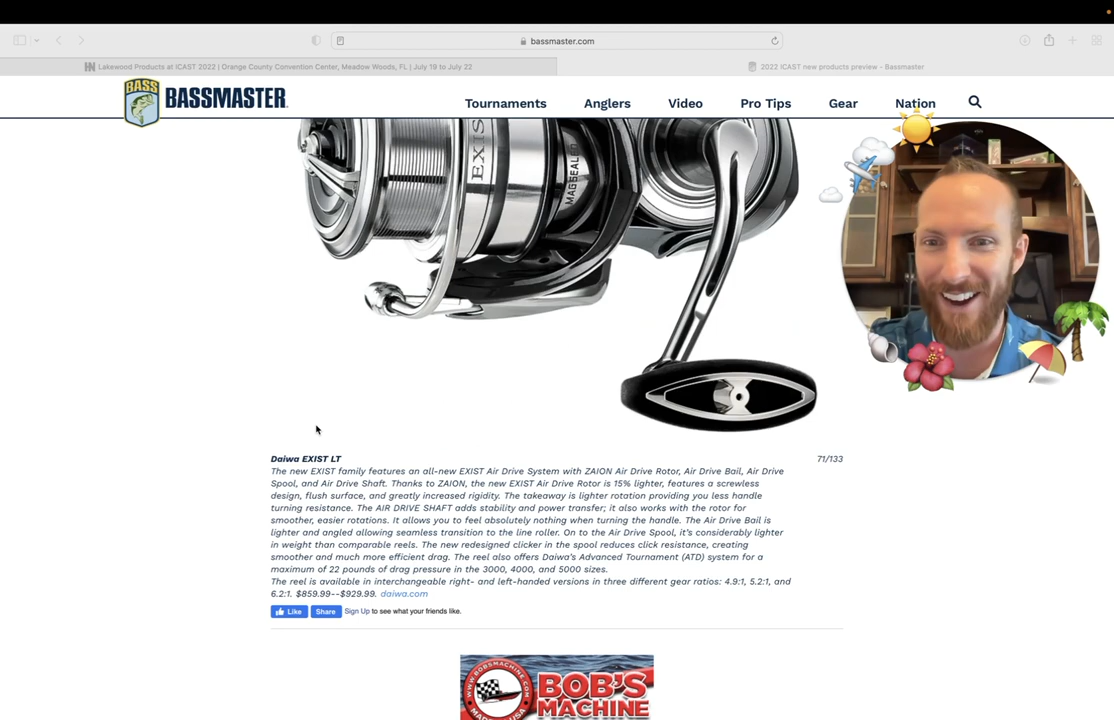 bassmaster.com
Lakewood Products at ICAST 2022 | Orange County Convention Center, Meadow Woods, FL | July 19 to July 22
2022 ICAST new products preview - Bassmaster
BASS
BASSMASTER
Tournaments Anglers Video Pro Tips Gear Nation
EXIS
MAGSEALED
Daiwa EXIST LT 71/133
The new EXIST family features an all-new EXIST Air Drive System with ZAION Air Drive Rotor, Air Drive Bail, Air Drive
Spool, and Air Drive Shaft. Thanks to ZAION, the new EXIST Air Drive Rotor is 15% lighter, features a screwless
design, flush surface, and greatly increased rigidity. The takeaway is lighter rotation providing you less handle
turning resistance. The AIR DRIVE SHAFT adds stability and power transfer; it also works with the rotor for
smoother, easier rotations. It allows you to feel absolutely nothing when turning the handle. The Air Drive Bail is
lighter and angled allowing seamless transition to the line roller. On to the Air Drive Spool, it's considerably lighter
in weight than comparable reels. The new redesigned clicker in the spool reduces click resistance, creating
smoother and much more efficient drag. The reel also offers Daiwa's Advanced Tournament (ATD) system for a
maximum of 22 pounds of drag pressure in the 3000, 4000, and 5000 sizes.
The reel is available in interchangeable right- and left-handed versions in three different gear ratios: 4.9:1, 5.2:1, and
6.2:1. $859.99--$929.99. daiwa.com
Like Share Sign Up to see what your friends like.
WWW.BOBSMACHINE.COM
BOB'S
MACHINE